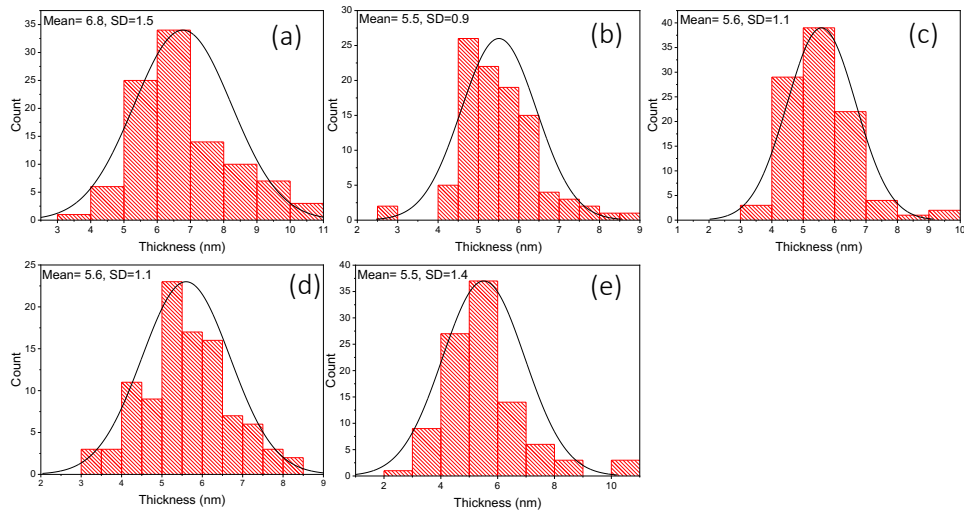 Mean= 6.8, SD=1.5
(a)
35
30
25
20
15
10
5
0
Count
3 4 5 6 7 8 9 10 11
Thickness (nm)
Mean= 5.5, SD=0.9
(b)
30
25
20
15
10
5
0
Count
2 3 4 5 6 7 8 9
Thickness (nm)
Mean= 5.6, SD=1.1
(c)
40
35
30
25
20
15
10
5
0
Count
1 2 3 4 5 6 7 8 9 10
Thickness (nm)
Mean= 5.6, SD=1.1
(d)
25
20
15
10
5
0
Count
2 3 4 5 6 7 8 9
Thickness (nm)
Mean= 5.5, SD=1.4
(e)
40
35
30
25
20
15
10
5
0
Count
2 4 6 8 10
Thickness (nm)